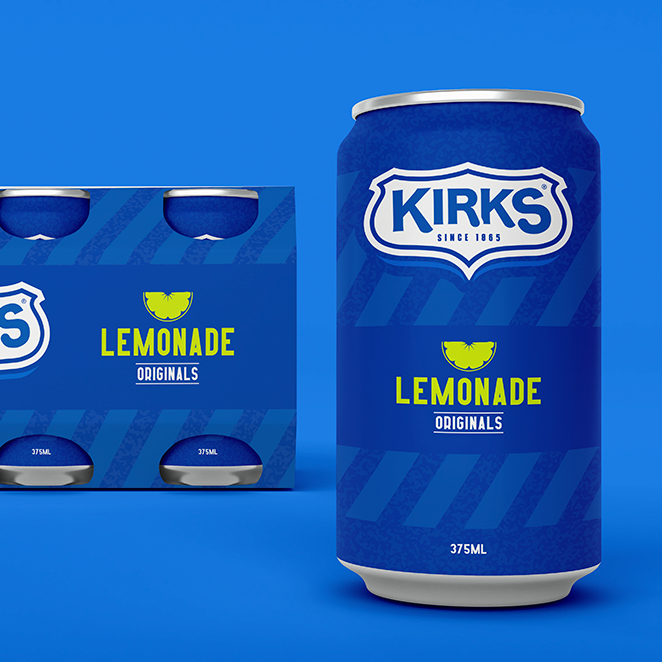 S®
LEMONADE
ORIGINALS
375ML
375ML
KIRKS®
SINCE 1865
LEMONADE
ORIGINALS
375ML